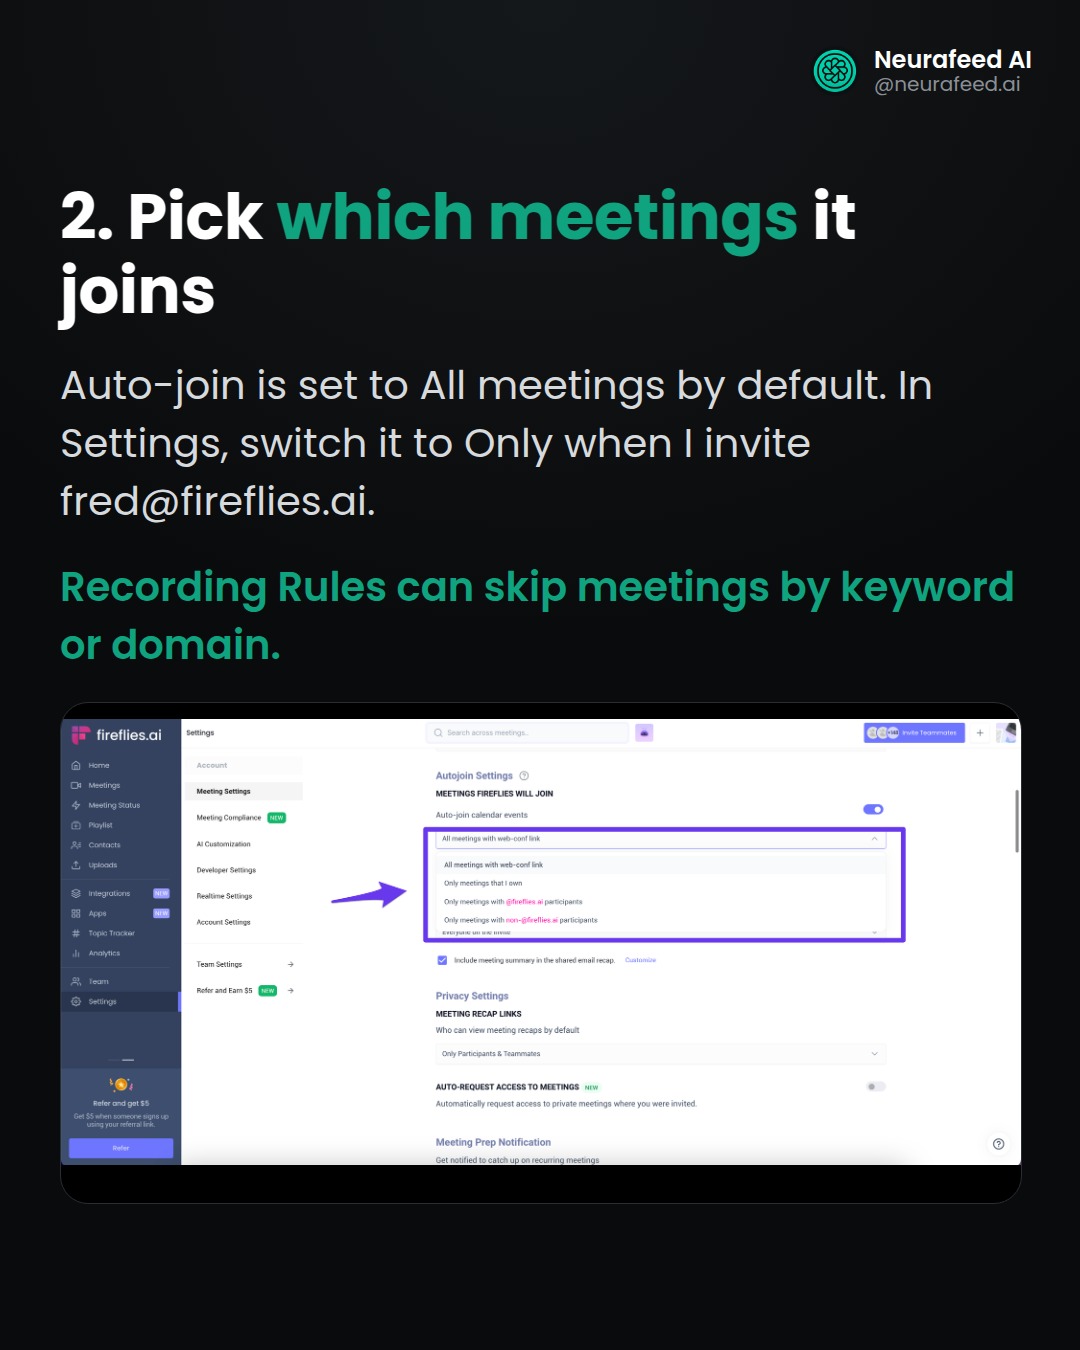 Neurafeed AI
@neurafeed.ai
2. Pick which meetings it
joins
Auto-join is set to All meetings by default. In
Settings, switch it to Only when I invite
fred@fireflies.ai.
Recording Rules can skip meetings by keyword
or domain.
fireflies.ai
Home
Meetings
Meeting Status
Playlist
Contacts
Uploads
Integrations NEW
Apps NEW
Topic Tracker
Analytics
Team
Settings
Refer and get $5
Get $5 when someone signs up
using your referral link.
Refer
Settings
Account
Meeting Settings
Meeting Compliance NEW
AI Customization
Developer Settings
Realtime Settings
Account Settings
Team Settings
Refer and Earn $5 NEW
Search across meetings...
Invite Teammates
Autojoin Settings
MEETINGS FIREFLIES WILL JOIN
Auto-join calendar events
All meetings with web-conf link
All meetings with web-conf link
Only meetings that I own
Only meetings with @fireflies.ai participants
Only meetings with non-@fireflies.ai participants
Everyone on the invite
Include meeting summary in the shared email recap. Customize
Privacy Settings
MEETING RECAP LINKS
Who can view meeting recaps by default
Only Participants & Teammates
AUTO-REQUEST ACCESS TO MEETINGS NEW
Automatically request access to private meetings where you were invited.
Meeting Prep Notification
Get notified to catch up on recurring meetings